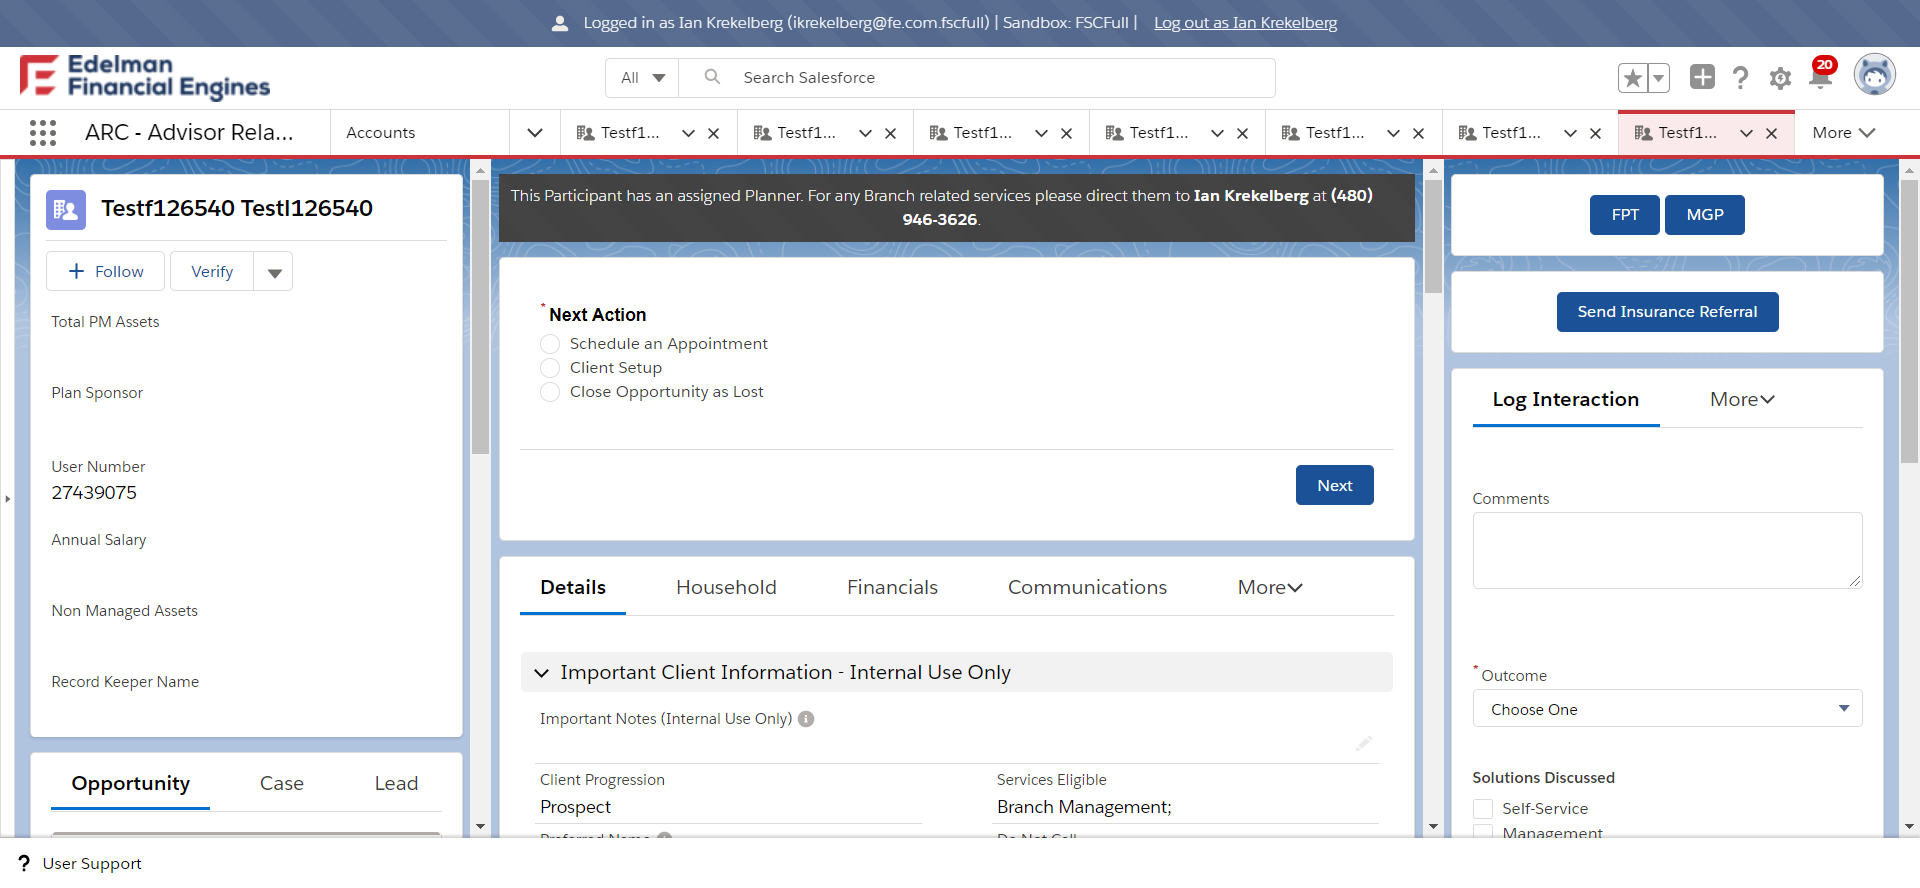 Logged in as Ian Krekelberg (ikrekelberg@fe.com.fscfull) | Sandbox: FSCFull | Log out as Ian Krekelberg
Edelman
Financial Engines
All
Search Salesforce
20
ARC - Advisor Rela...
Accounts
Testf1...
Testf1...
Testf1...
Testf1...
Testf1...
Testf1...
Testf1...
More
Testf126540 Testl126540
Follow
Verify
Total PM Assets
Plan Sponsor
User Number
27439075
Annual Salary
Non Managed Assets
Record Keeper Name
Opportunity
Case
Lead
This Participant has an assigned Planner. For any Branch related services please direct them to Ian Krekelberg at (480)
946-3626.
* Next Action
Schedule an Appointment
Client Setup
Close Opportunity as Lost
Next
Details
Household
Financials
Communications
More
Important Client Information - Internal Use Only
Important Notes (Internal Use Only)
Client Progression
Prospect
Services Eligible
Branch Management;
Preferred Name
Do Not Call
FPT
MGP
Send Insurance Referral
Log Interaction
More
Comments
* Outcome
Choose One
Solutions Discussed
Self-Service
Management
? User Support